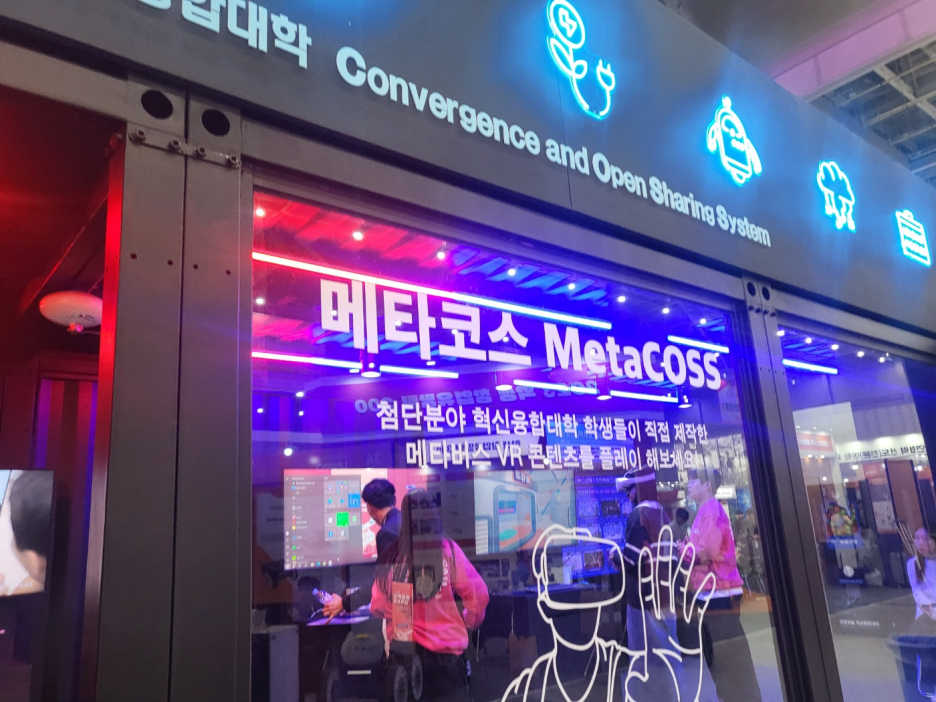 융합대학 Convergence and Open Sharing System
메타코스 MetaCOSS
첨단분야 혁신융합대학 학생들이 직접 제작한
메타버스 VR 콘텐츠를 플레이 해보세요!